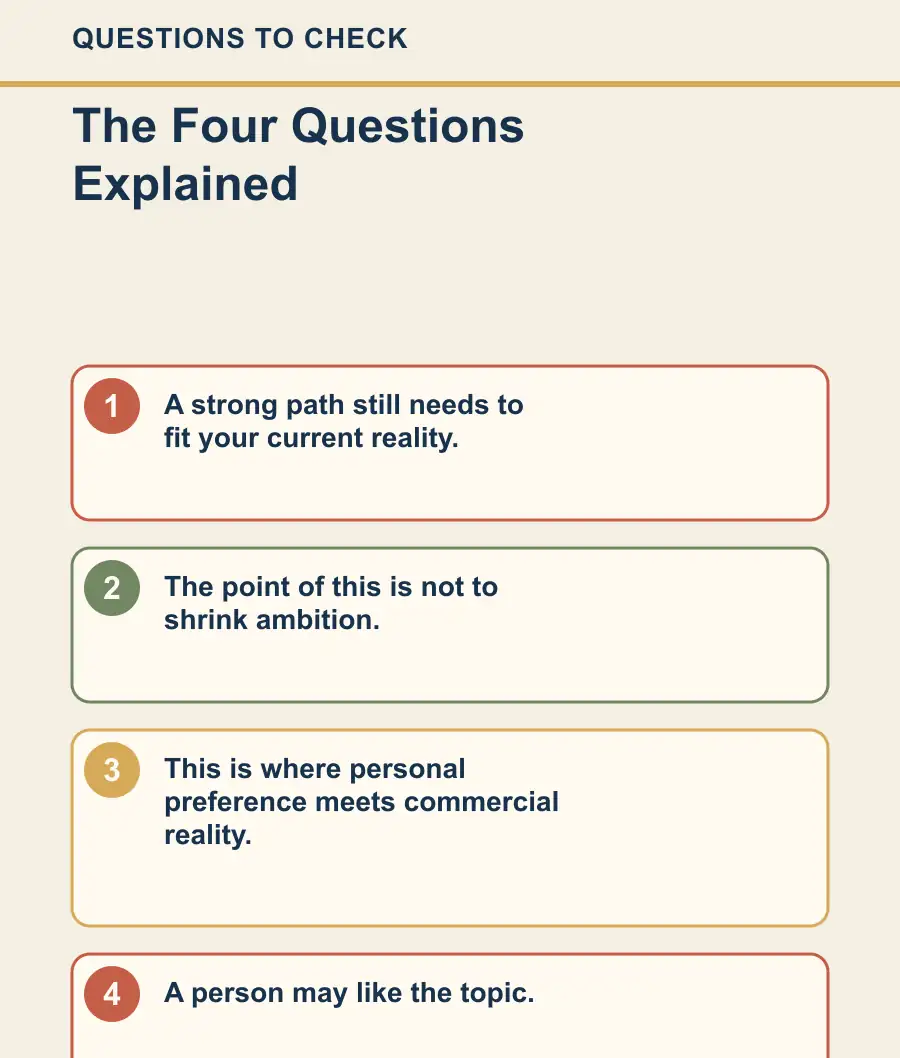 QUESTIONS TO CHECK
The Four Questions
Explained
1
A strong path still needs to
fit your current reality.
2
The point of this is not to
shrink ambition.
3
This is where personal
preference meets commercial
reality.
4
A person may like the topic.